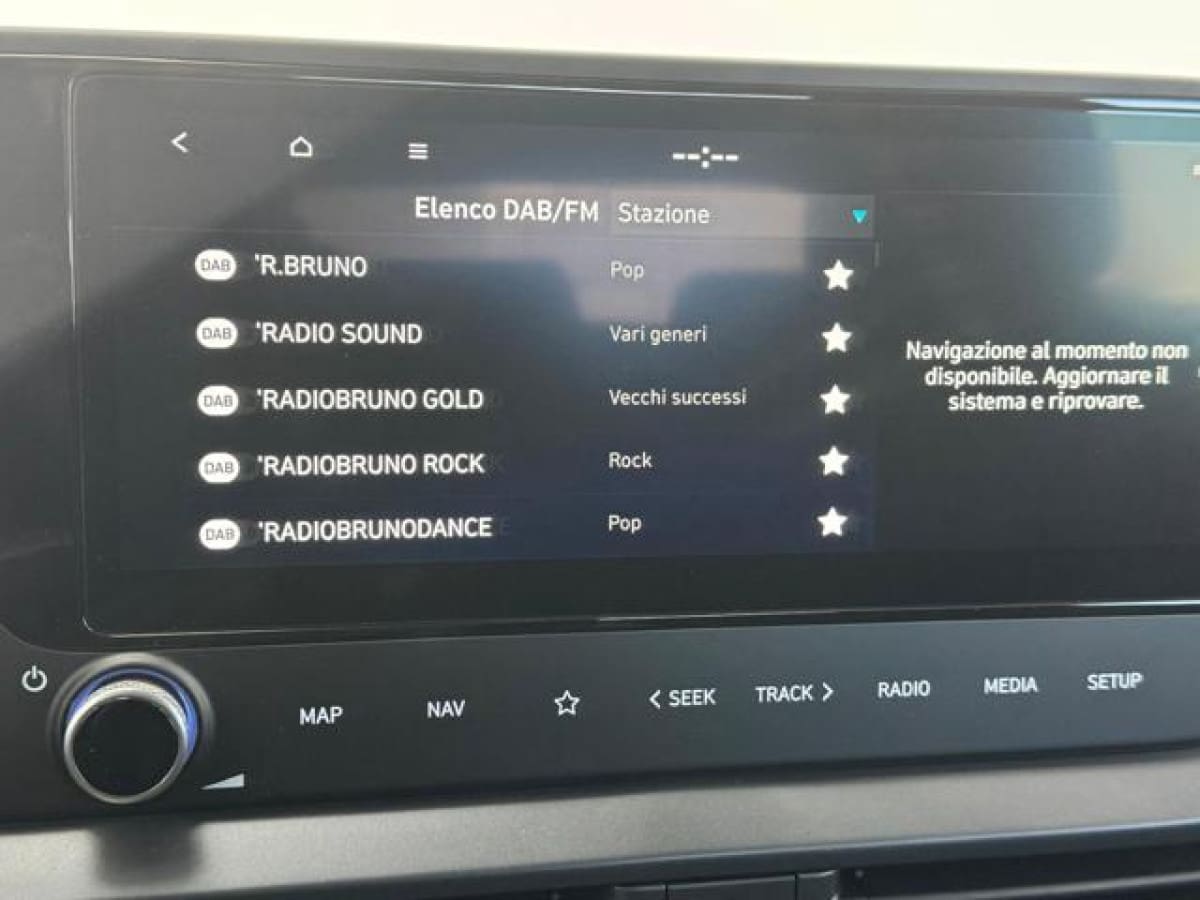 --:--
Elenco DAB/FM Stazione
DAB 'R.BRUNO Pop
DAB 'RADIO SOUND Vari generi
DAB 'RADIOBRUNO GOLD Vecchi successi
DAB 'RADIOBRUNO ROCK Rock
DAB 'RADIOBRUNODANCE Pop
Navigazione al momento non
disponibile. Aggiornare il
sistema e riprovare.
MAP NAV < SEEK TRACK > RADIO MEDIA SETUP